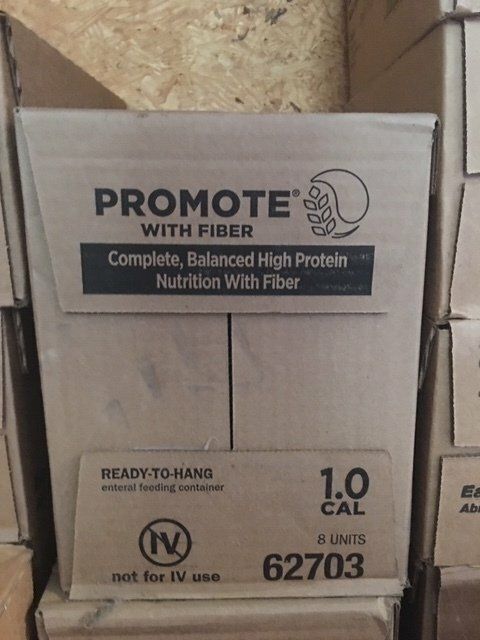 PROMOTE®
WITH FIBER
Complete, Balanced High Protein
Nutrition With Fiber
READY-TO-HANG
enteral feeding container
1.0
CAL
IV
not for IV use
8 UNITS
62703